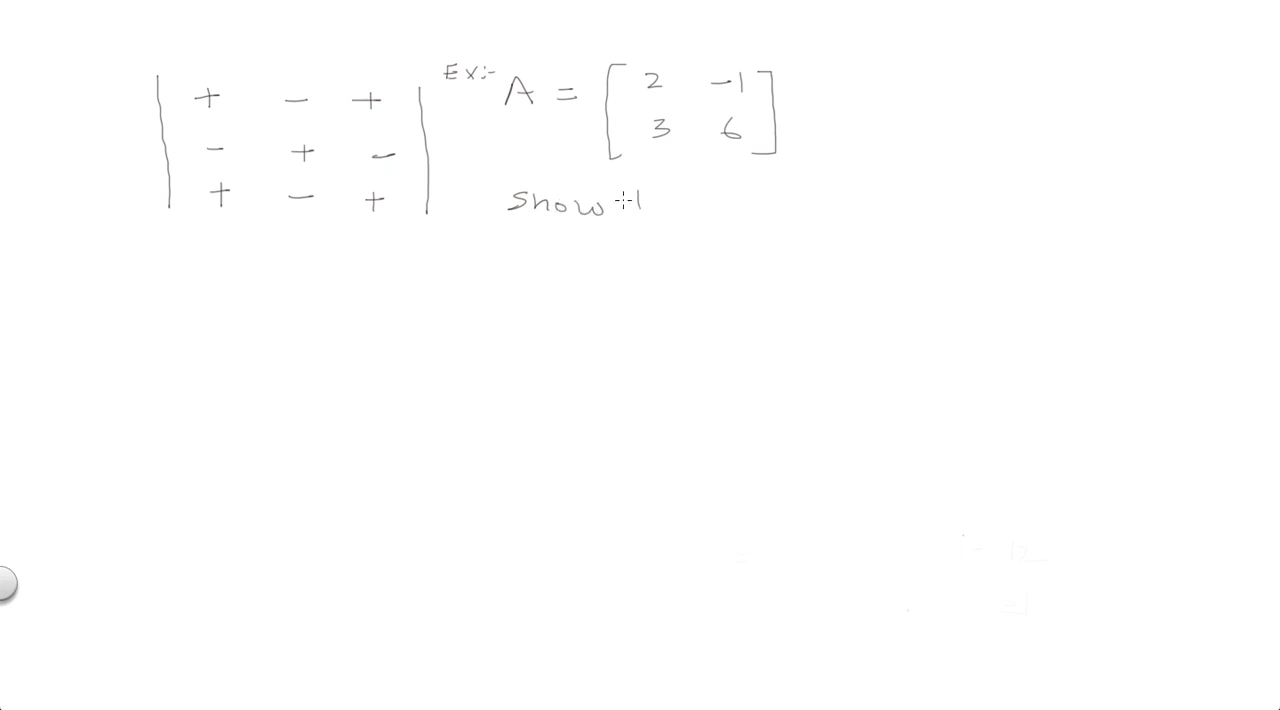 + - +
- + -
+ - +
Ex:- A = [ 2 -1
3 6 ]
show